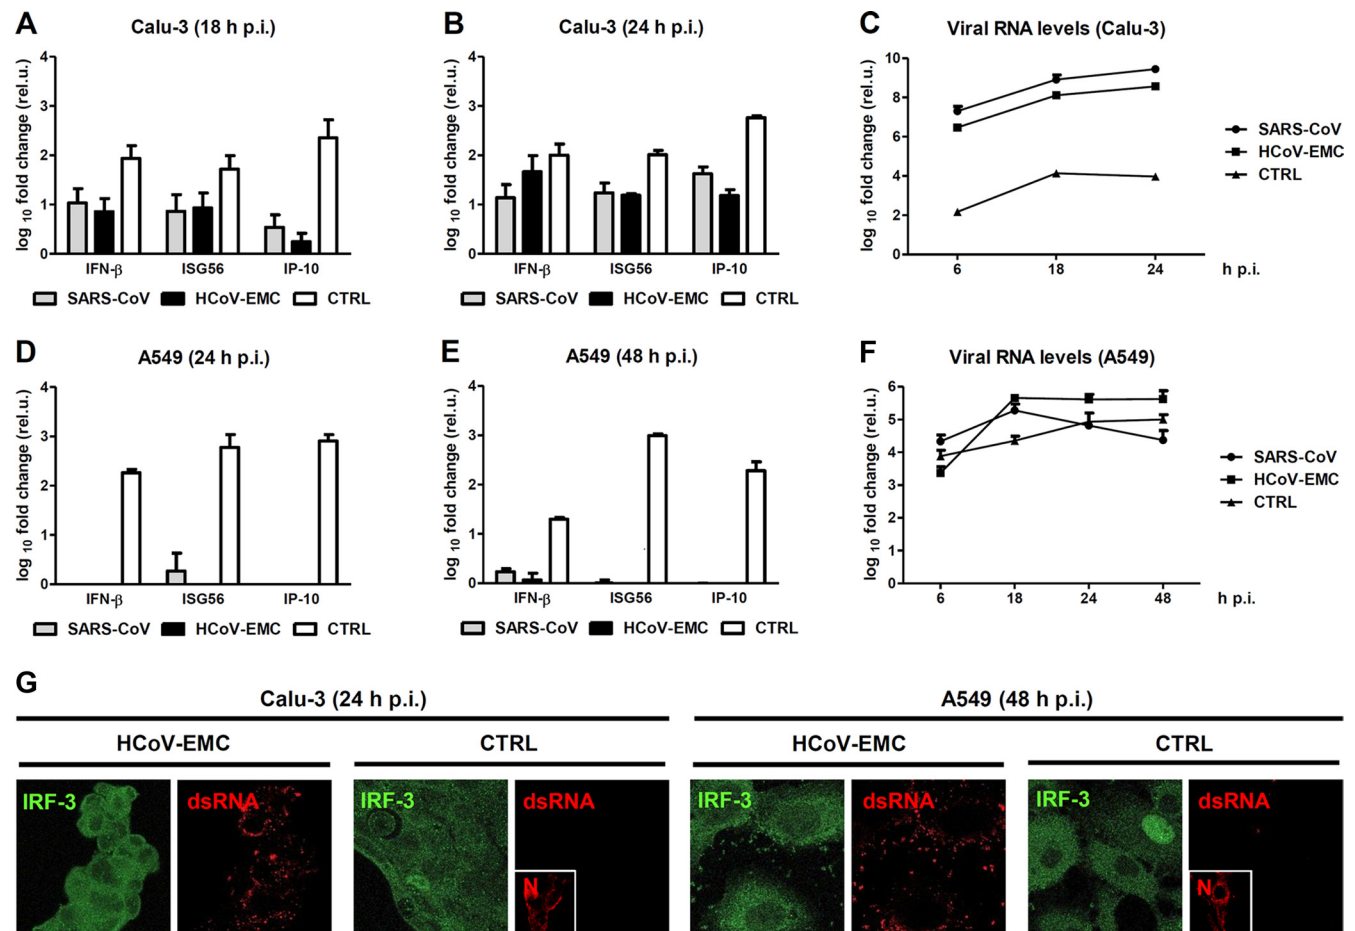 A
Calu-3 (18 h p.i.)
log 10 fold change (rel.u.)
4
3
2
1
0
IFN-β ISG56 IP-10
SARS-CoV HCoV-EMC CTRL
B
Calu-3 (24 h p.i.)
log 10 fold change (rel.u.)
4
3
2
1
0
IFN-β ISG56 IP-10
SARS-CoV HCoV-EMC CTRL
C
Viral RNA levels (Calu-3)
log 10 fold change (rel.u.)
10
8
6
4
2
0
6 18 24 h p.i.
SARS-CoV
HCoV-EMC
CTRL
D
A549 (24 h p.i.)
log 10 fold change (rel.u.)
4
3
2
1
0
IFN-β ISG56 IP-10
SARS-CoV HCoV-EMC CTRL
E
A549 (48 h p.i.)
log 10 fold change (rel.u.)
4
3
2
1
0
IFN-β ISG56 IP-10
SARS-CoV HCoV-EMC CTRL
F
Viral RNA levels (A549)
log 10 fold change (rel.u.)
6
5
4
3
2
1
0
6 18 24 48 h p.i.
SARS-CoV
HCoV-EMC
CTRL
G
Calu-3 (24 h p.i.) A549 (48 h p.i.)
HCoV-EMC CTRL HCoV-EMC CTRL
IRF-3 dsRNA IRF-3 dsRNA IRF-3 dsRNA IRF-3 dsRNA
N N